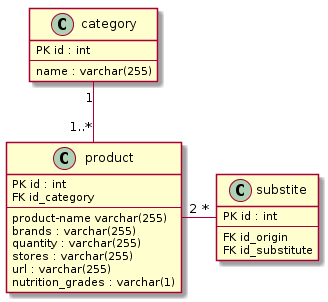 C category
PK id : int
name : varchar(255)
1
1..*
C product
PK id : int
FK id_category
product-name varchar(255)
brands : varchar(255)
quantity : varchar(255)
stores : varchar(255)
url : varchar(255)
nutrition_grades : varchar(1)
2 *
C substite
PK id : int
FK id_origin
FK id_substitute